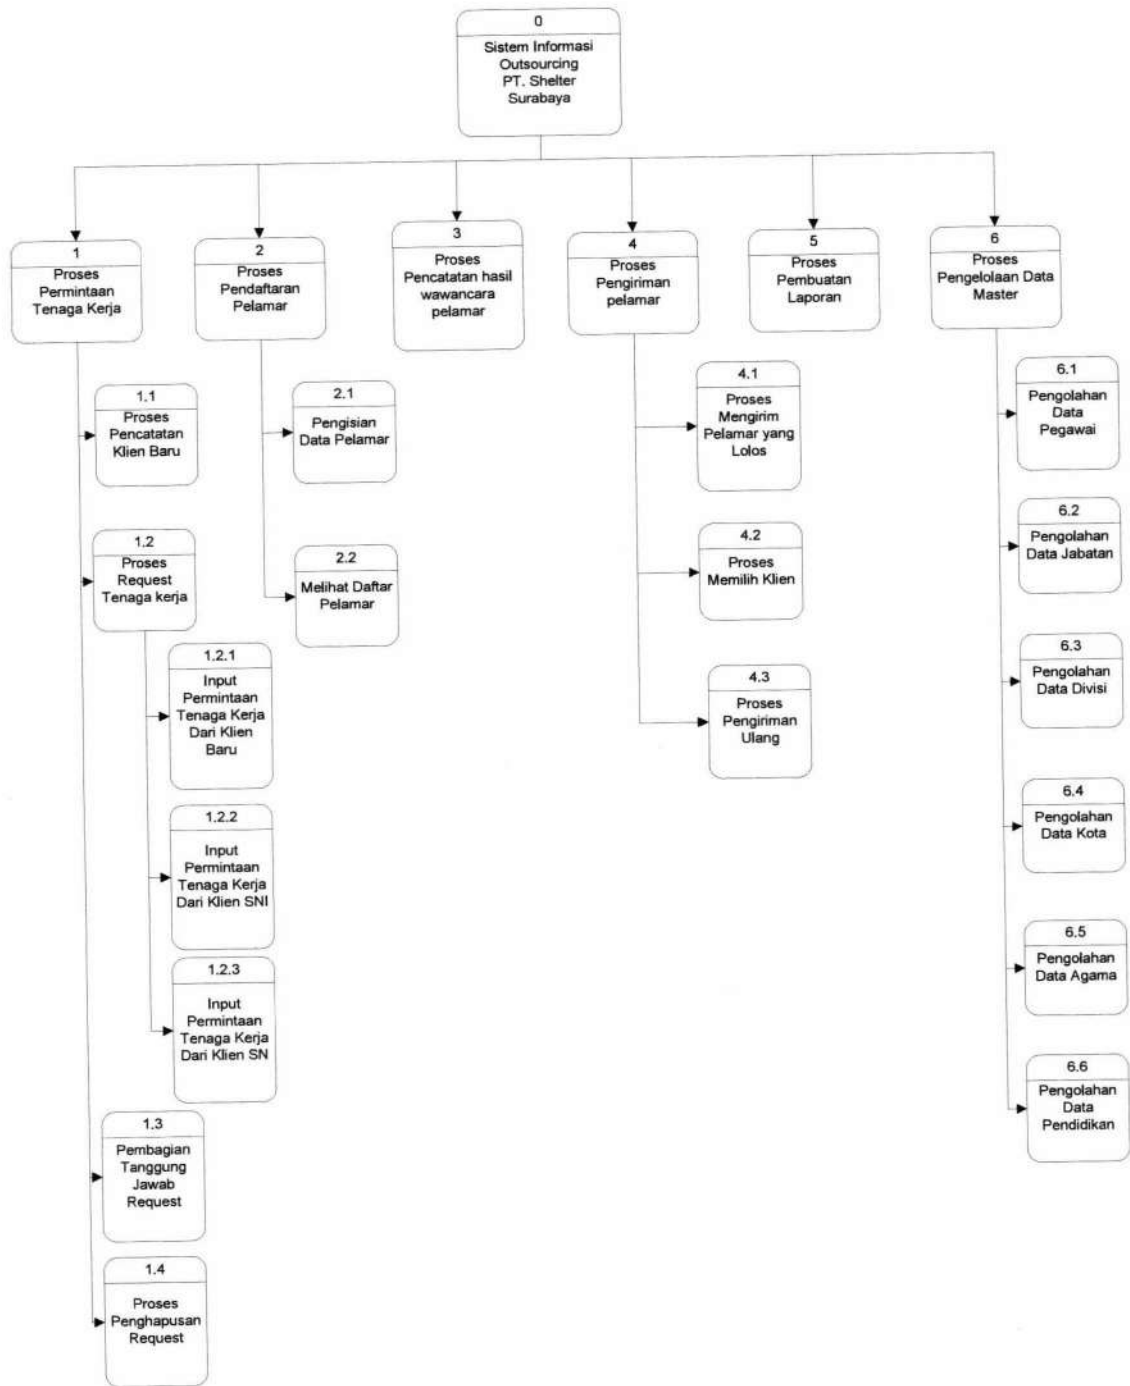 0
Sistem Informasi
Outsourcing
PT. Shelter
Surabaya
1
Proses
Permintaan
Tenaga Kerja
2
Proses
Pendaftaran
Pelamar
3
Proses
Pencatatan hasil
wawancara
pelamar
4
Proses
Pengiriman
pelamar
5
Proses
Pembuatan
Laporan
6
Proses
Pengelolaan Data
Master
1.1
Proses
Pencatatan
Klien Baru
1.2
Proses
Request
Tenaga kerja
1.2.1
Input
Permintaan
Tenaga Kerja
Dari Klien
Baru
1.2.2
Input
Permintaan
Tenaga Kerja
Dari Klien SNI
1.2.3
Input
Permintaan
Tenaga Kerja
Dari Klien SN
1.3
Pembagian
Tanggung
Jawab
Request
1.4
Proses
Penghapusan
Request
2.1
Pengisian
Data Pelamar
2.2
Melihat Daftar
Pelamar
4.1
Proses
Mengirim
Pelamar yang
Lolos
4.2
Proses
Memilih Klien
4.3
Proses
Pengiriman
Ulang
6.1
Pengolahan
Data
Pegawai
6.2
Pengolahan
Data Jabatan
6.3
Pengolahan
Data Divisi
6.4
Pengolahan
Data Kota
6.5
Pengolahan
Data Agama
6.6
Pengolahan
Data
Pendidikan